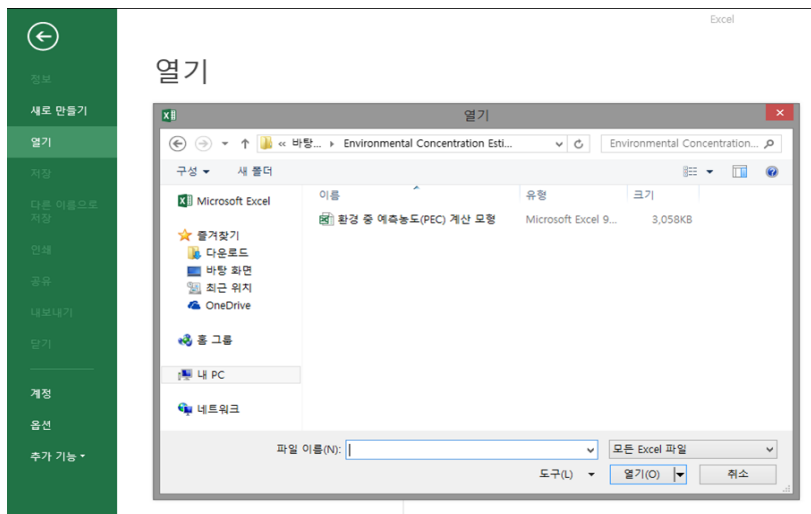 Excel
정보
새로 만들기
열기
저장
다른 이름으로
저장
인쇄
공유
내보내기
닫기
계정
옵션
추가 기능
열기
열기
« 바탕... Environmental Concentration Esti...
Environmental Concentration...
구성 새 폴더
Microsoft Excel
즐겨찾기
다운로드
바탕 화면
최근 위치
OneDrive
홈 그룹
내 PC
네트워크
이름 유형 크기
환경 중 예측농도(PEC) 계산 모형 Microsoft Excel 9... 3,058KB
파일 이름(N): 모든 Excel 파일
도구(L) 열기(O) 취소